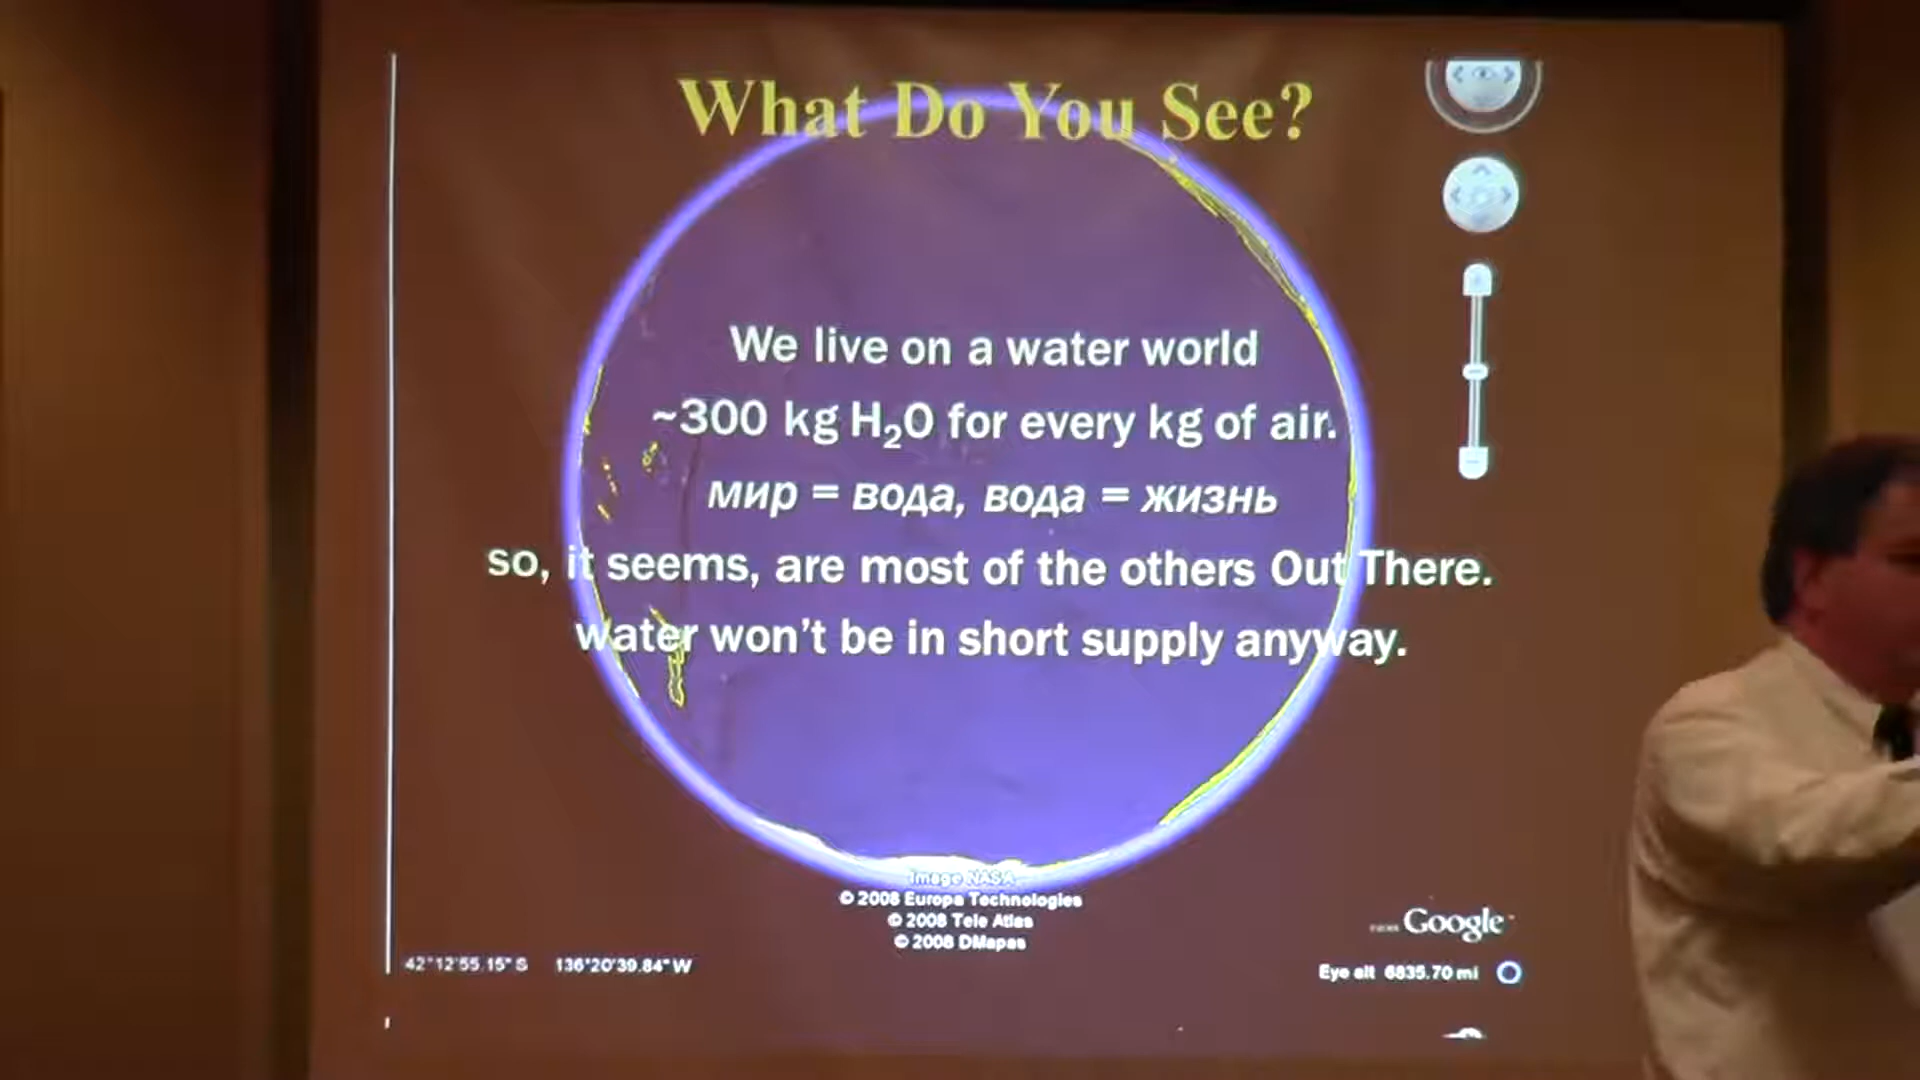 What Do You See?
We live on a water world
~300 kg H₂O for every kg of air.
мир = вода, вода = жизнь
so, it seems, are most of the others Out There.
water won't be in short supply anyway.
Image NASA
© 2008 Europa Technologies
© 2008 Tele Atlas
© 2008 DMapas
Google
42°12'55.15" S 136°20'39.84" W
Eye alt 6835.70 mi